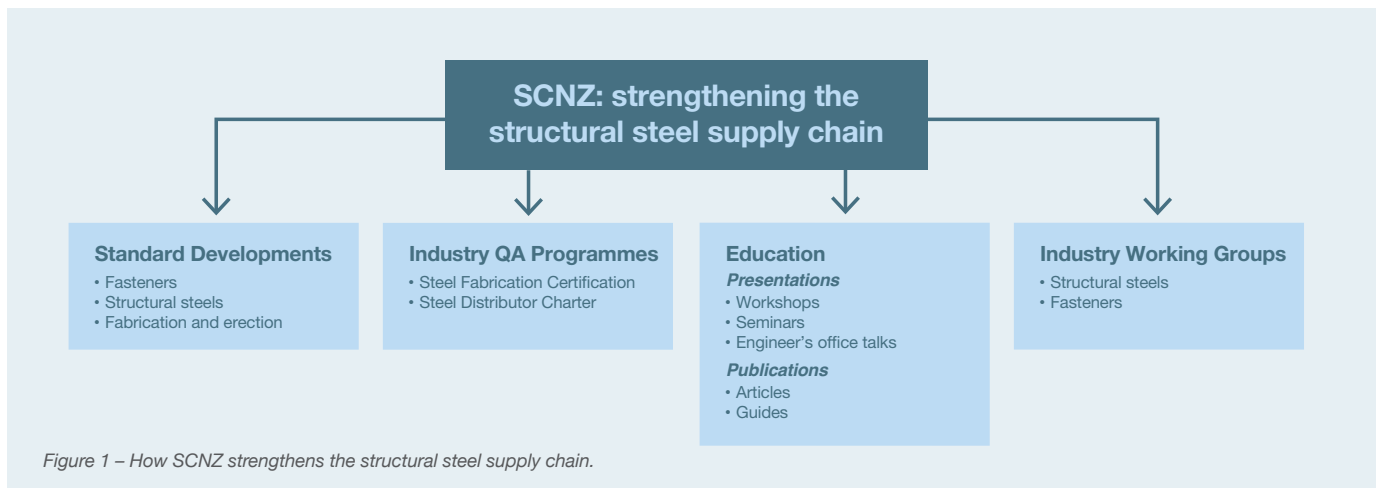 SCNZ: strengthening the
structural steel supply chain
Standard Developments
• Fasteners
• Structural steels
• Fabrication and erection
Industry QA Programmes
• Steel Fabrication Certification
• Steel Distributor Charter
Education
Presentations
• Workshops
• Seminars
• Engineer’s office talks
Publications
• Articles
• Guides
Industry Working Groups
• Structural steels
• Fasteners
Figure 1 – How SCNZ strengthens the structural steel supply chain.